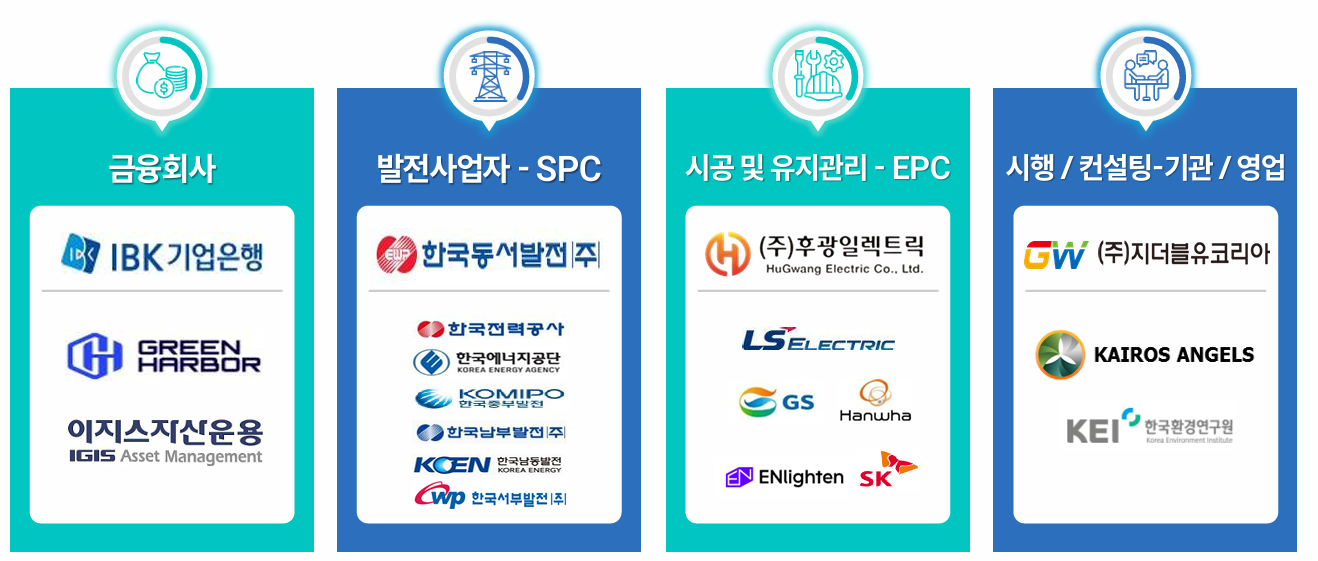 금융회사
IBK기업은행
GREEN
HARBOR
이지스자산운용
IGIS Asset Management
발전사업자 - SPC
EWP 한국동서발전(주)
한국전력공사
한국에너지공단
KOREA ENERGY AGENCY
KOMIPO
한국중부발전
한국남부발전(주)
KOEN 한국남동발전
KOREA ENERGY
WP 한국서부발전(주)
시공 및 유지관리 - EPC
(주)후광일렉트릭
HuGwang Electric Co., Ltd.
LS ELECTRIC
GS
Hanwha
EN ENlighten
SK
시행 / 컨설팅-기관 / 영업
GW (주)지더블유코리아
KAIROS ANGELS
KEI 한국환경연구원
Korea Environment Institute